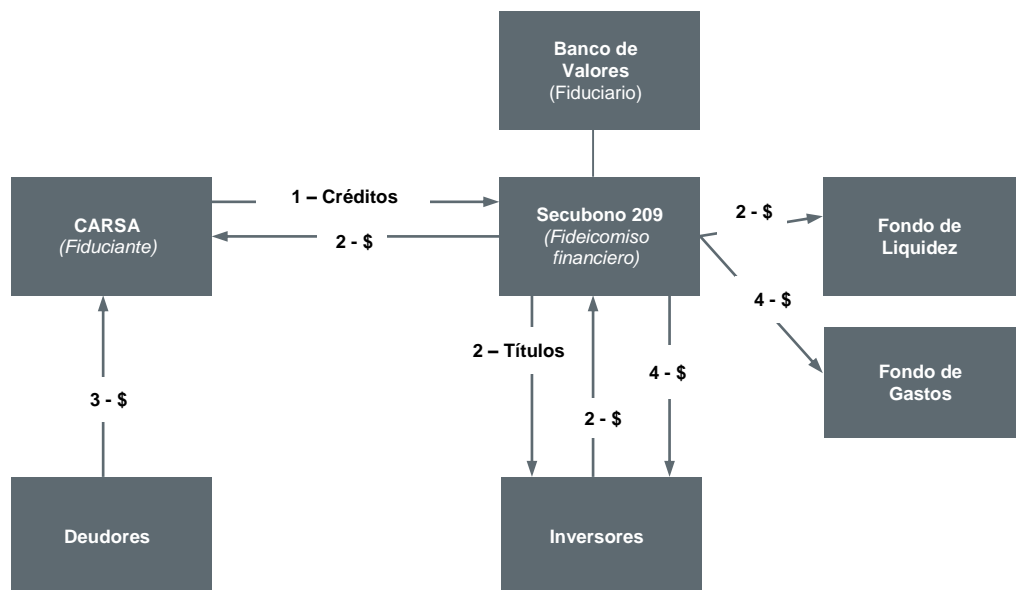 Banco de
Valores
(Fiduciario)
1 – Créditos
CARSA
(Fiduciante)
2 - $
Secubono 209
(Fideicomiso
financiero)
2 - $
Fondo de
Liquidez
4 - $
2 – Títulos
4 - $
Fondo de
Gastos
3 - $
2 - $
Deudores
Inversores